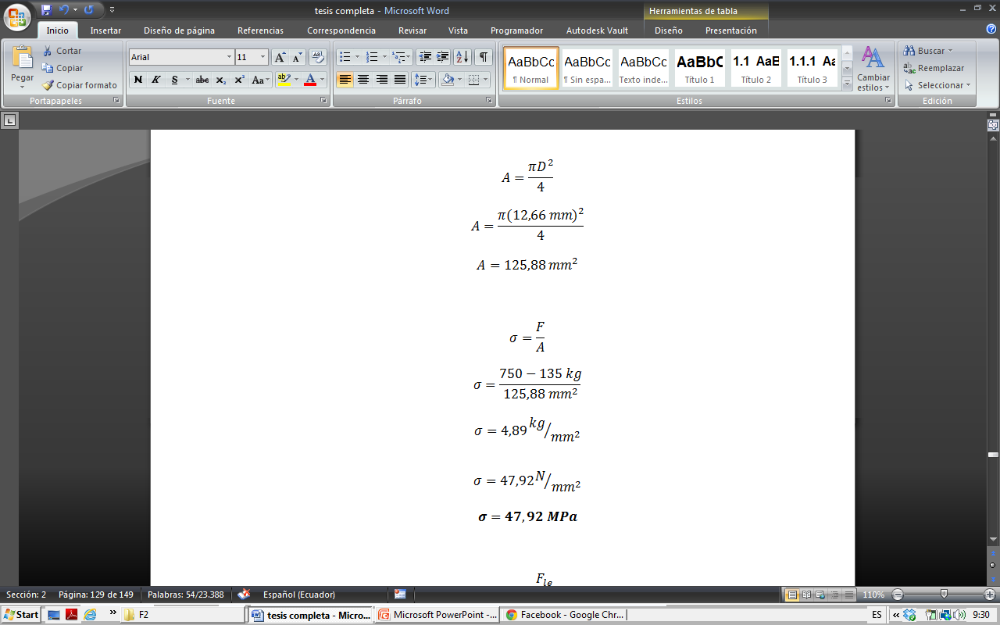 tesis completa - Microsoft Word
Herramientas de tabla
Inicio Insertar Diseño de página Referencias Correspondencia Revisar Vista Programador Autodesk Vault Diseño Presentación
Pegar
Cortar
Copiar
Copiar formato
Portapapeles
Arial 11
N K S abc x₂ x² Aa
Fuente
Párrafo
AaBbCc AaBbCc AaBbCc AaBbC 1.1 AaB 1.1.1 Aa
¶ Normal ¶ Sin espa... Texto inde... Título 1 Título 2 Título 3
Cambiar
estilos
Estilos
Buscar
Reemplazar
Seleccionar
Edición
A = πD²/4
A = π(12,66 mm)²/4
A = 125,88 mm²
σ = F/A
σ = 750 − 135 kg/125,88 mm²
σ = 4,89 kg/mm²
σ = 47,92 N/mm²
σ = 47,92 MPa
F_le
Sección: 2 Página: 129 de 149 Palabras: 54/23.388 Español (Ecuador) 110%
Start » F2 tesis completa - Micro... Microsoft PowerPoint -... Facebook - Google Chr... ES « 9:30